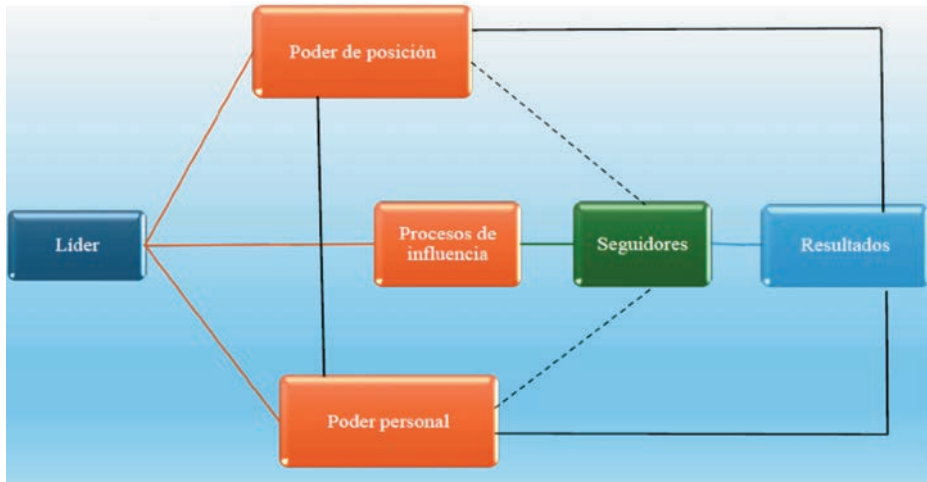 Poder de posición
Líder
Procesos de
influencia
Seguidores
Resultados
Poder personal